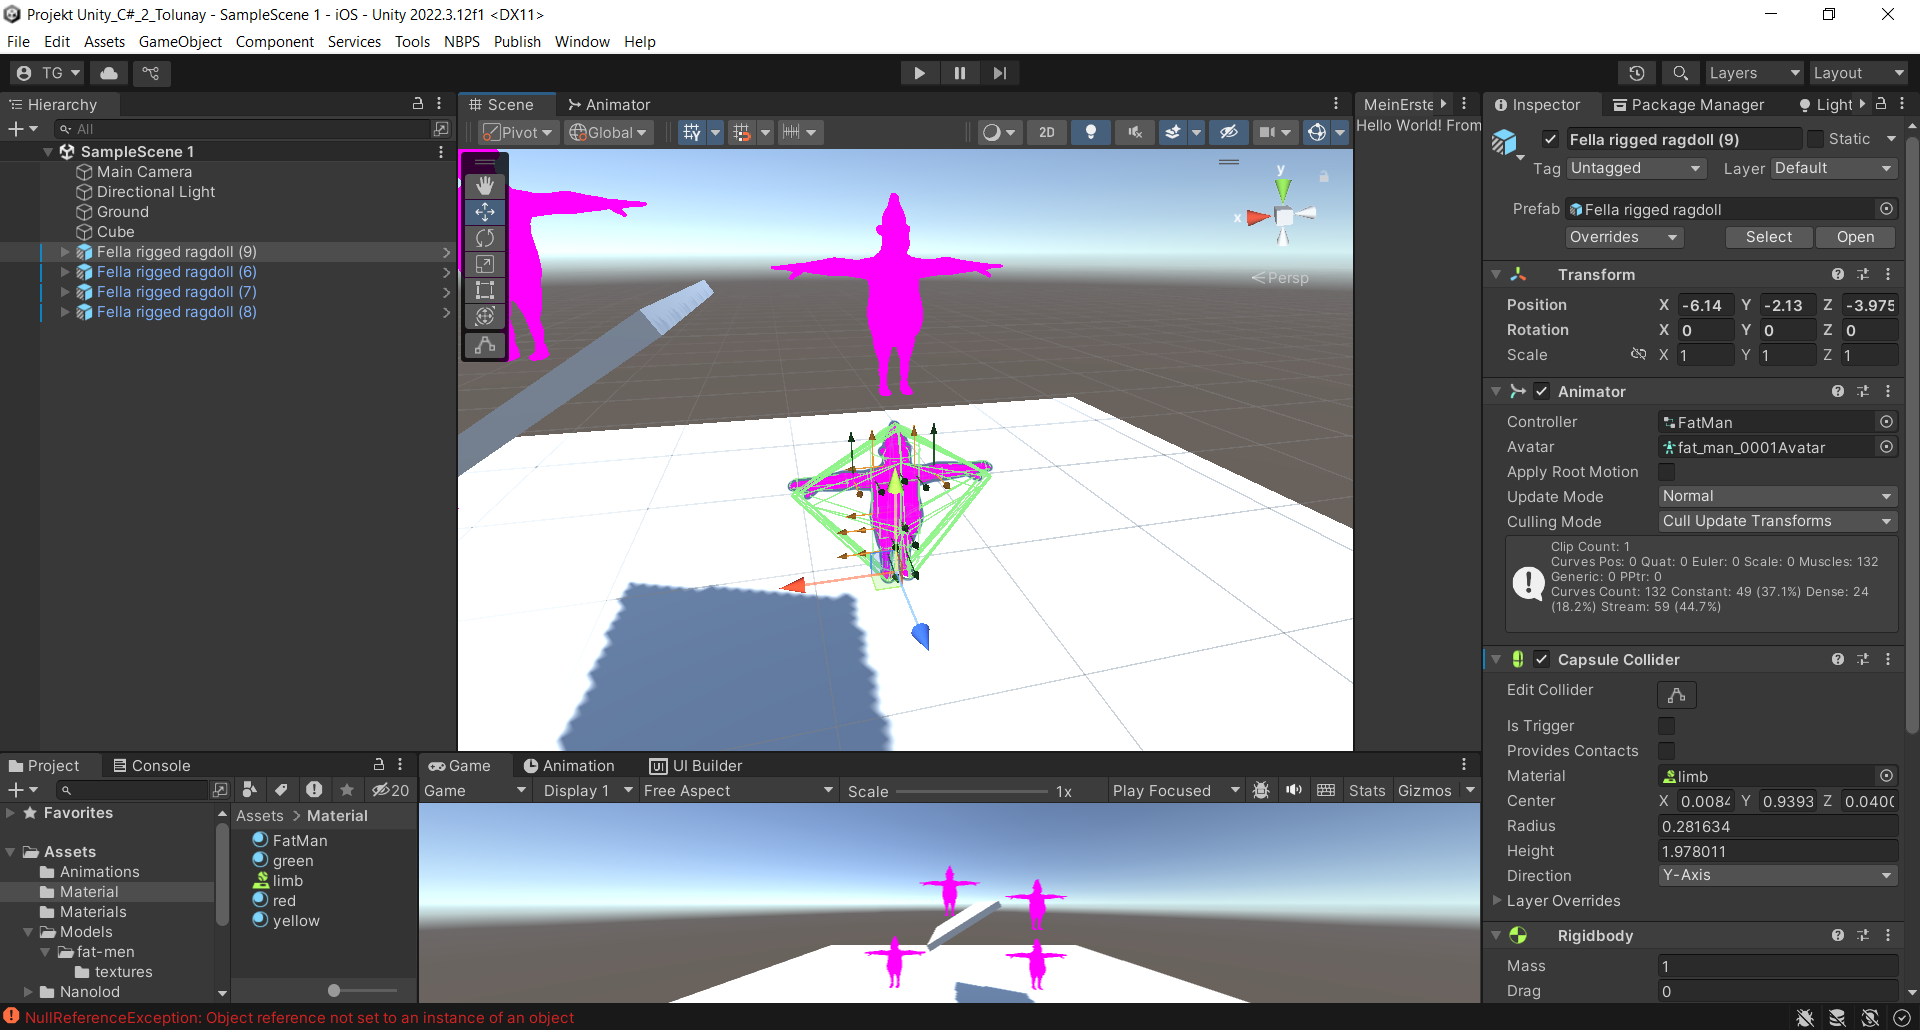 Projekt Unity_C#_2_Tolunay - SampleScene 1 - iOS - Unity 2022.3.12f1 <DX11>
File Edit Assets GameObject Component Services Tools NBPS Publish Window Help
TG
Layers
Layout
Hierarchy
All
SampleScene 1
Main Camera
Directional Light
Ground
Cube
Fella rigged ragdoll (9)
Fella rigged ragdoll (6)
Fella rigged ragdoll (7)
Fella rigged ragdoll (8)
Scene Animator
Pivot Global 2D
y
x
Persp
MeinErste
Hello World! From
Inspector Package Manager Light
Fella rigged ragdoll (9) Static
Tag Untagged Layer Default
Prefab Fella rigged ragdoll
Overrides Select Open
Transform
Position X -6.14 Y -2.13 Z -3.975
Rotation X 0 Y 0 Z 0
Scale X 1 Y 1 Z 1
Animator
Controller FatMan
Avatar fat_man_0001Avatar
Apply Root Motion
Update Mode Normal
Culling Mode Cull Update Transforms
Clip Count: 1
Curves Pos: 0 Quat: 0 Euler: 0 Scale: 0 Muscles: 132
Generic: 0 PPtr: 0
Curves Count: 132 Constant: 49 (37.1%) Dense: 24
(18.2%) Stream: 59 (44.7%)
Capsule Collider
Edit Collider
Is Trigger
Provides Contacts
Material limb
Center X 0.0084 Y 0.9393 Z 0.0400
Radius 0.281634
Height 1.978011
Direction Y-Axis
Layer Overrides
Rigidbody
Mass 1
Drag 0
Project Console
20
Favorites
Assets
Animations
Material
Materials
Models
fat-men
textures
Nanolod
Assets > Material
FatMan
green
limb
red
yellow
Game Animation UI Builder
Game Display 1 Free Aspect Scale 1x Play Focused Stats Gizmos
NullReferenceException: Object reference not set to an instance of an object